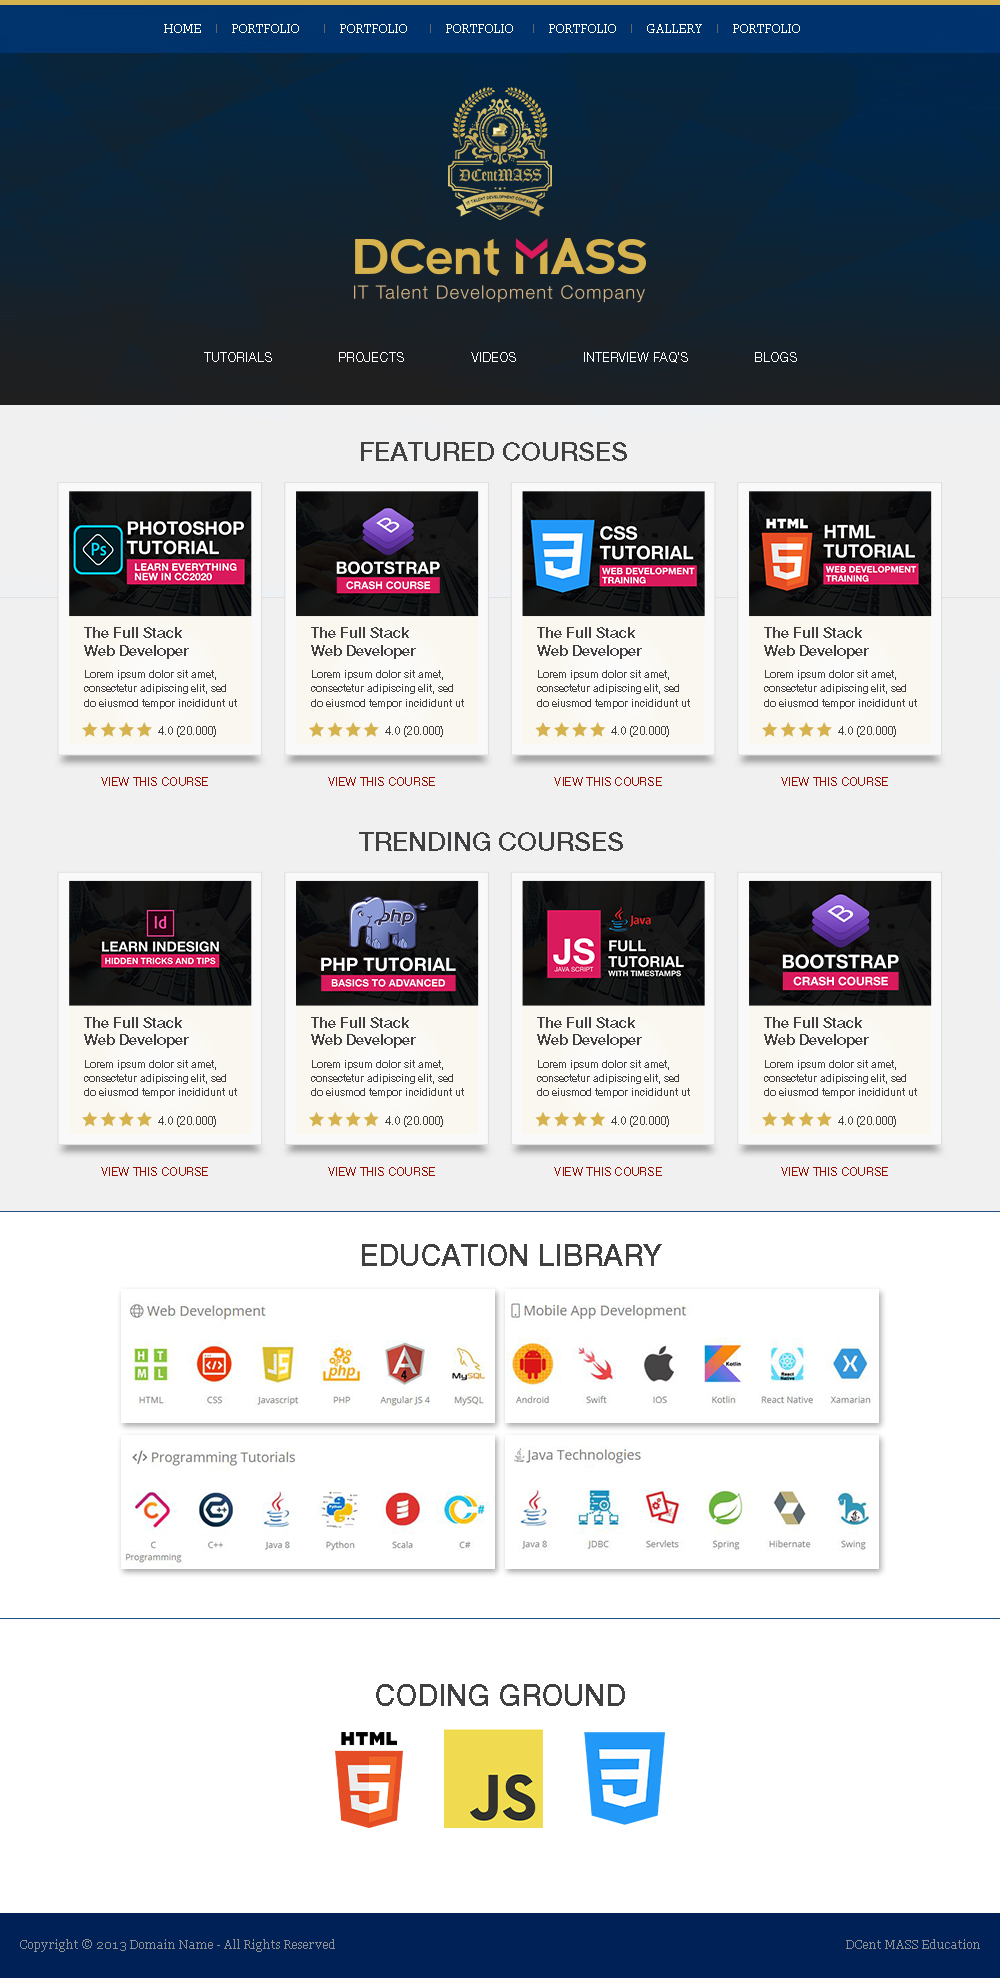 HOME | PORTFOLIO | PORTFOLIO | PORTFOLIO | PORTFOLIO | GALLERY | PORTFOLIO
DCentMASS
IT TALENT DEVELOPMENT COMPANY
DCent MASS
IT Talent Development Company
TUTORIALS PROJECTS VIDEOS INTERVIEW FAQ'S BLOGS
FEATURED COURSES
Ps
PHOTOSHOP
TUTORIAL
LEARN EVERYTHING
NEW IN CC2020
The Full Stack
Web Developer
Lorem ipsum dolor sit amet,
consectetur adipiscing elit, sed
do eiusmod tempor incididunt ut
4.0 (20.000)
VIEW THIS COURSE
B
BOOTSTRAP
CRASH COURSE
The Full Stack
Web Developer
Lorem ipsum dolor sit amet,
consectetur adipiscing elit, sed
do eiusmod tempor incididunt ut
4.0 (20.000)
VIEW THIS COURSE
3
CSS
TUTORIAL
WEB DEVELOPMENT
TRAINING
The Full Stack
Web Developer
Lorem ipsum dolor sit amet,
consectetur adipiscing elit, sed
do eiusmod tempor incididunt ut
4.0 (20.000)
VIEW THIS COURSE
HTML
5
HTML
TUTORIAL
WEB DEVELOPMENT
TRAINING
The Full Stack
Web Developer
Lorem ipsum dolor sit amet,
consectetur adipiscing elit, sed
do eiusmod tempor incididunt ut
4.0 (20.000)
VIEW THIS COURSE
TRENDING COURSES
Id
LEARN INDESIGN
HIDDEN TRICKS AND TIPS
The Full Stack
Web Developer
Lorem ipsum dolor sit amet,
consectetur adipiscing elit, sed
do eiusmod tempor incididunt ut
4.0 (20.000)
VIEW THIS COURSE
php
PHP TUTORIAL
BASICS TO ADVANCED
The Full Stack
Web Developer
Lorem ipsum dolor sit amet,
consectetur adipiscing elit, sed
do eiusmod tempor incididunt ut
4.0 (20.000)
VIEW THIS COURSE
JS
JAVA SCRIPT
Java
FULL
TUTORIAL
WITH TIMESTAMPS
The Full Stack
Web Developer
Lorem ipsum dolor sit amet,
consectetur adipiscing elit, sed
do eiusmod tempor incididunt ut
4.0 (20.000)
VIEW THIS COURSE
B
BOOTSTRAP
CRASH COURSE
The Full Stack
Web Developer
Lorem ipsum dolor sit amet,
consectetur adipiscing elit, sed
do eiusmod tempor incididunt ut
4.0 (20.000)
VIEW THIS COURSE
EDUCATION LIBRARY
Web Development
HTML JS php A 4 MySQL
HTML CSS Javascript PHP Angular JS 4 MySQL
Mobile App Development
Kotlin React Native X
Android Swift IOS Kotlin React Native Xamarian
</> Programming Tutorials
C C++ Python C#
C Programming C++ Java 8 Python Scala C#
Java Technologies
Java 8 JDBC Servlets Spring Hibernate Swing
CODING GROUND
HTML
5 JS 3
Copyright © 2013 Domain Name - All Rights Reserved
DCent MASS Education